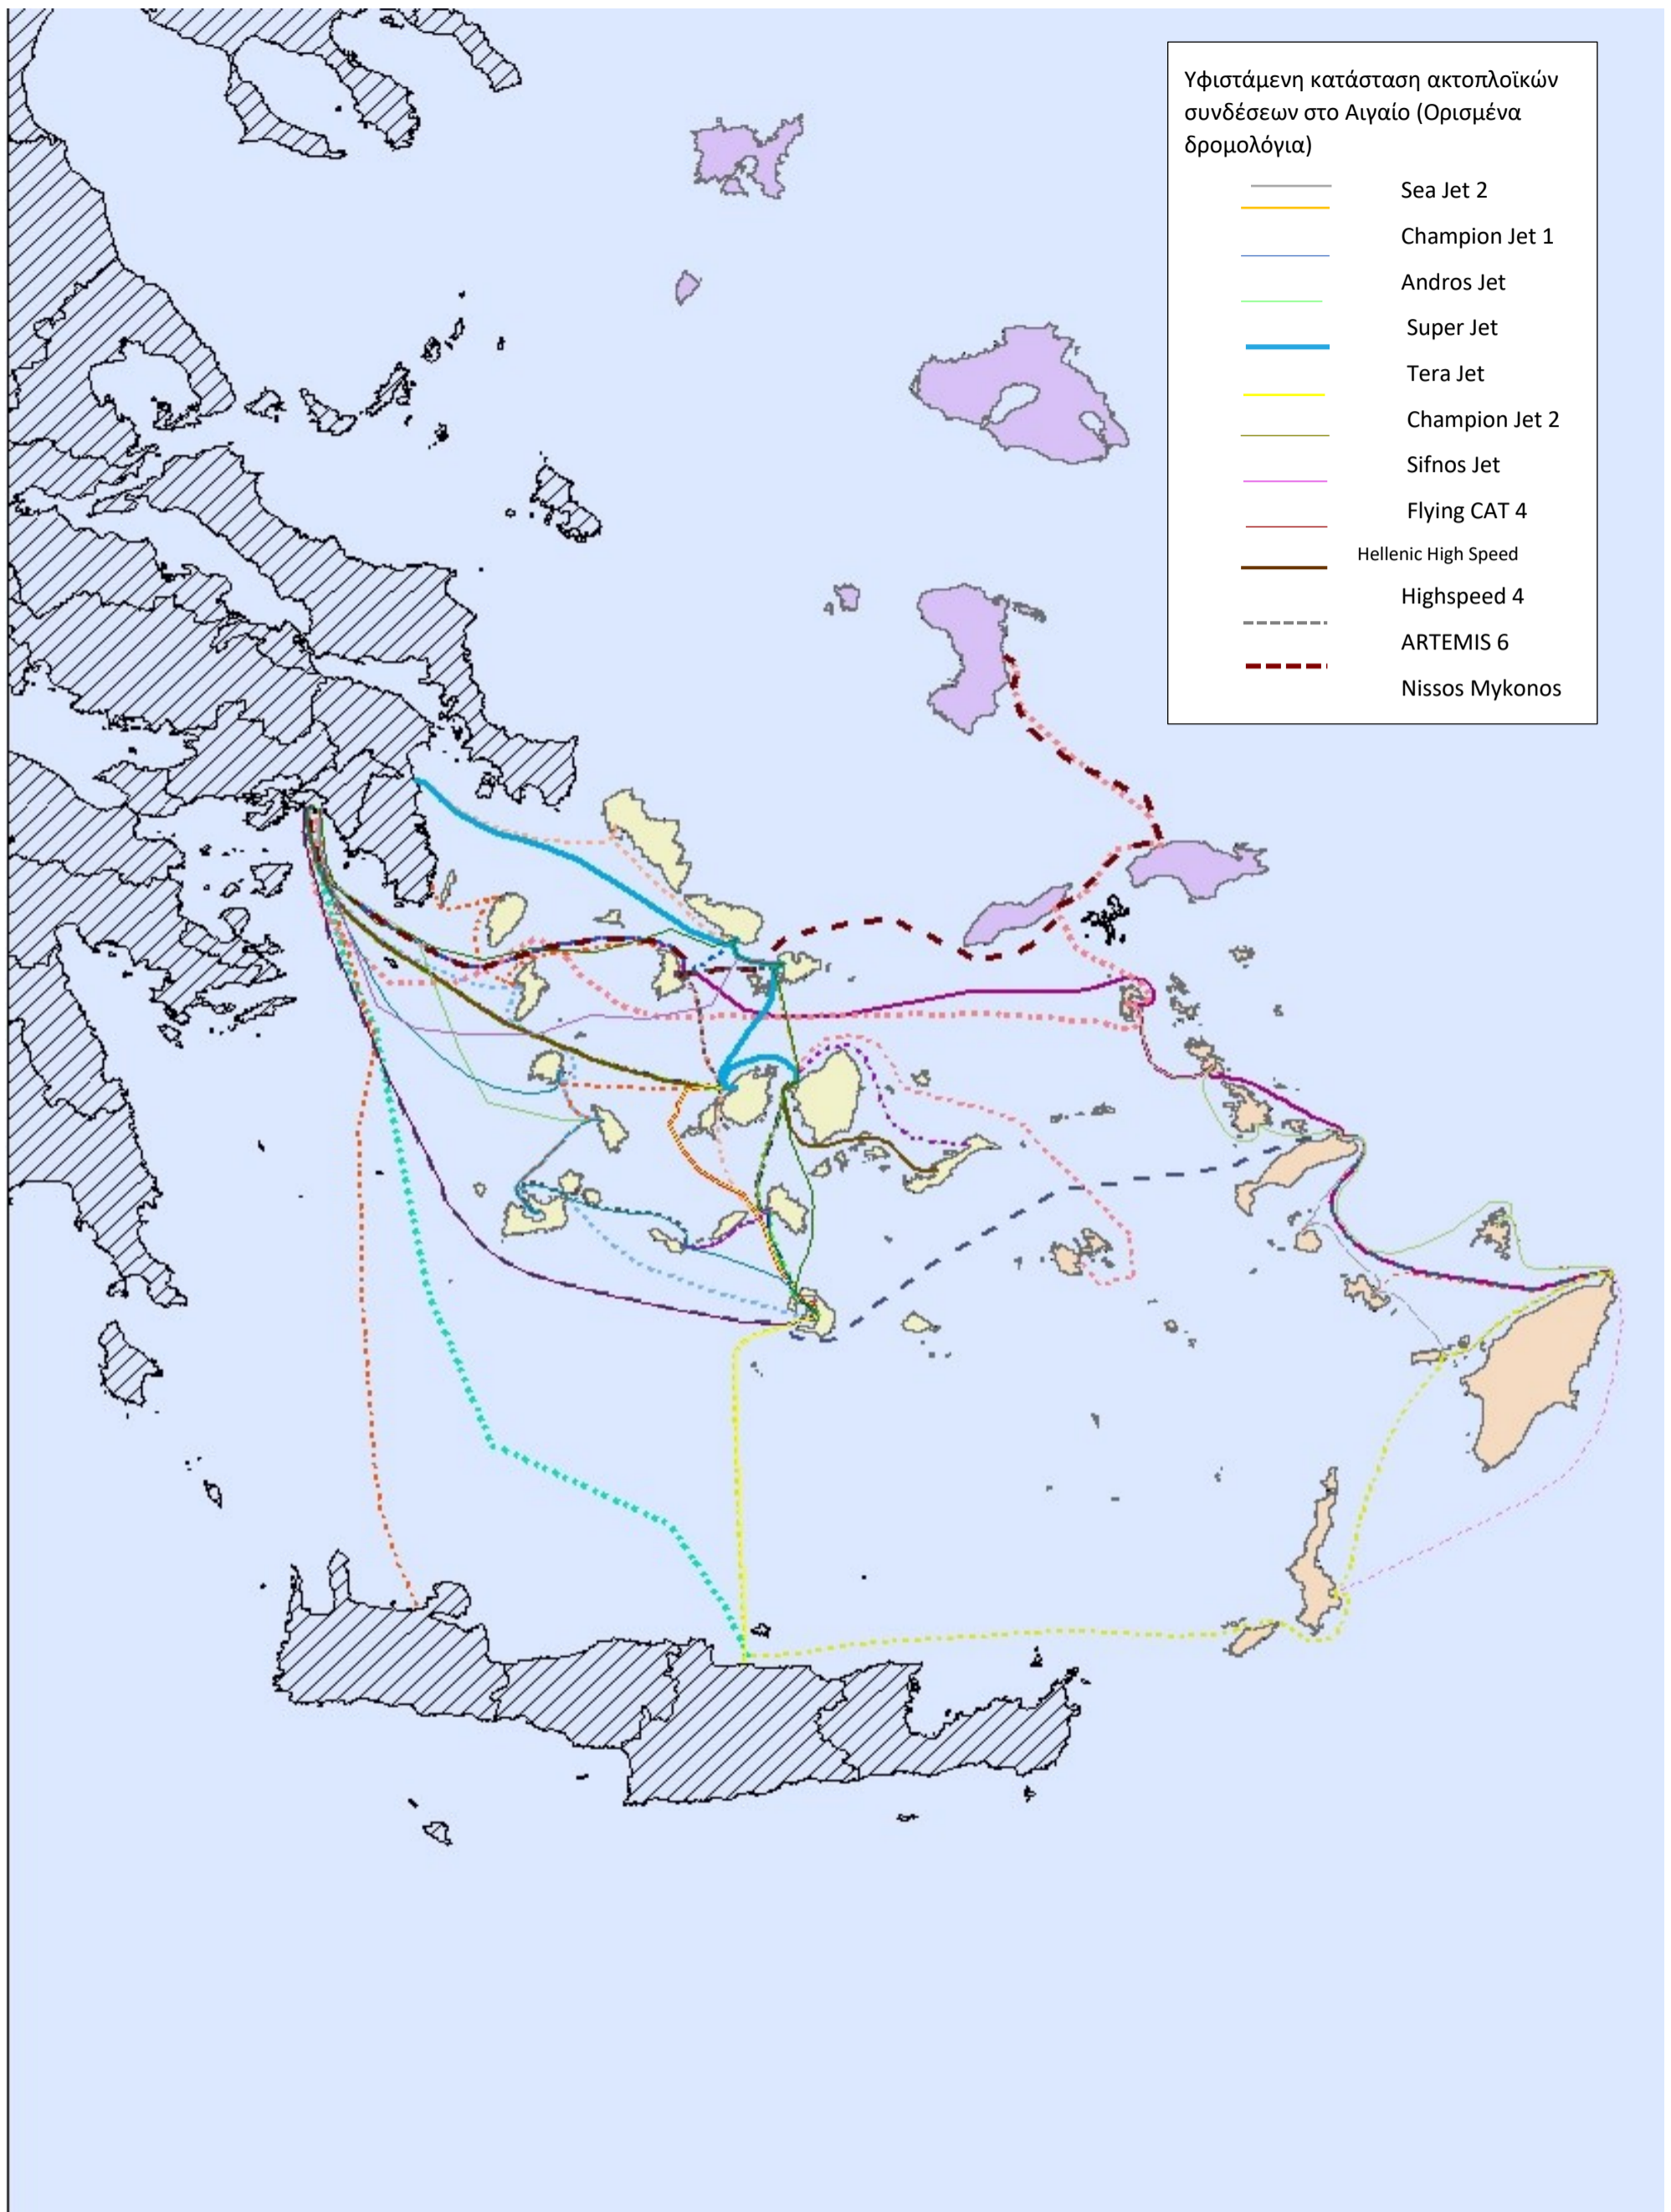 Υφιστάμενη κατάσταση ακτοπλοϊκών
συνδέσεων στο Αιγαίο (Ορισμένα
δρομολόγια)
Sea Jet 2
Champion Jet 1
Andros Jet
Super Jet
Tera Jet
Champion Jet 2
Sifnos Jet
Flying CAT 4
Hellenic High Speed
Highspeed 4
ARTEMIS 6
Nissos Mykonos